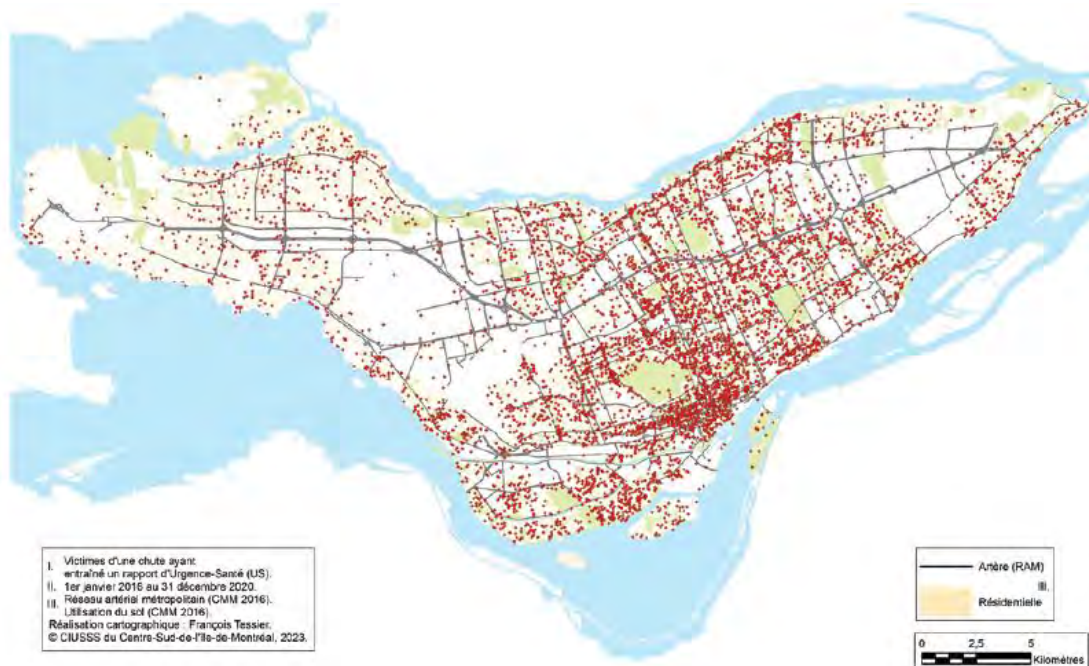 I. Victimes d'une chute ayant
entraîné un rapport d'Urgence-Santé (US).
II. 1er janvier 2016 au 31 décembre 2020.
III. Réseau artériel métropolitain (CMM 2016).
Utilisation du sol (CMM 2016).
Réalisation cartographique : François Tessier.
© CIUSSS du Centre-Sud-de-l'Île-de-Montréal, 2023.
Artère (RAM)
III.
Résidentielle
0 2,5 5
Kilomètres